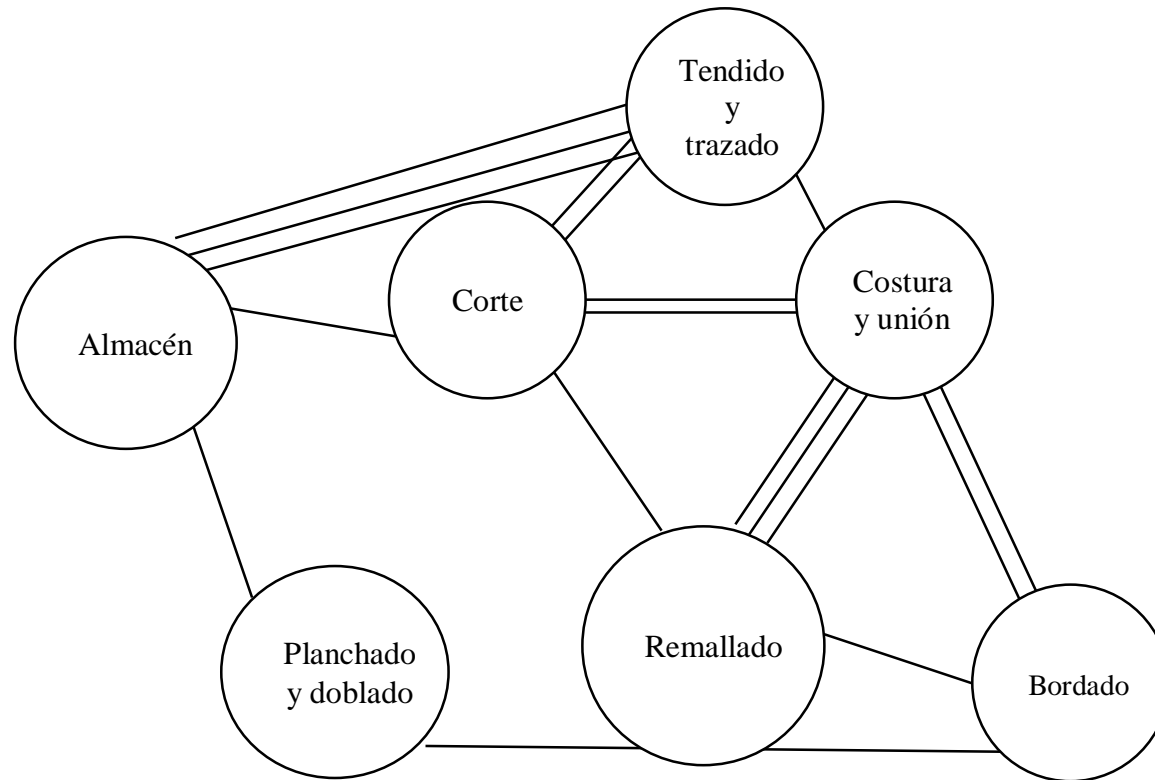 Tendido
y
trazado
Costura
y unión
Corte
Almacén
Planchado
y doblado
Remallado
Bordado